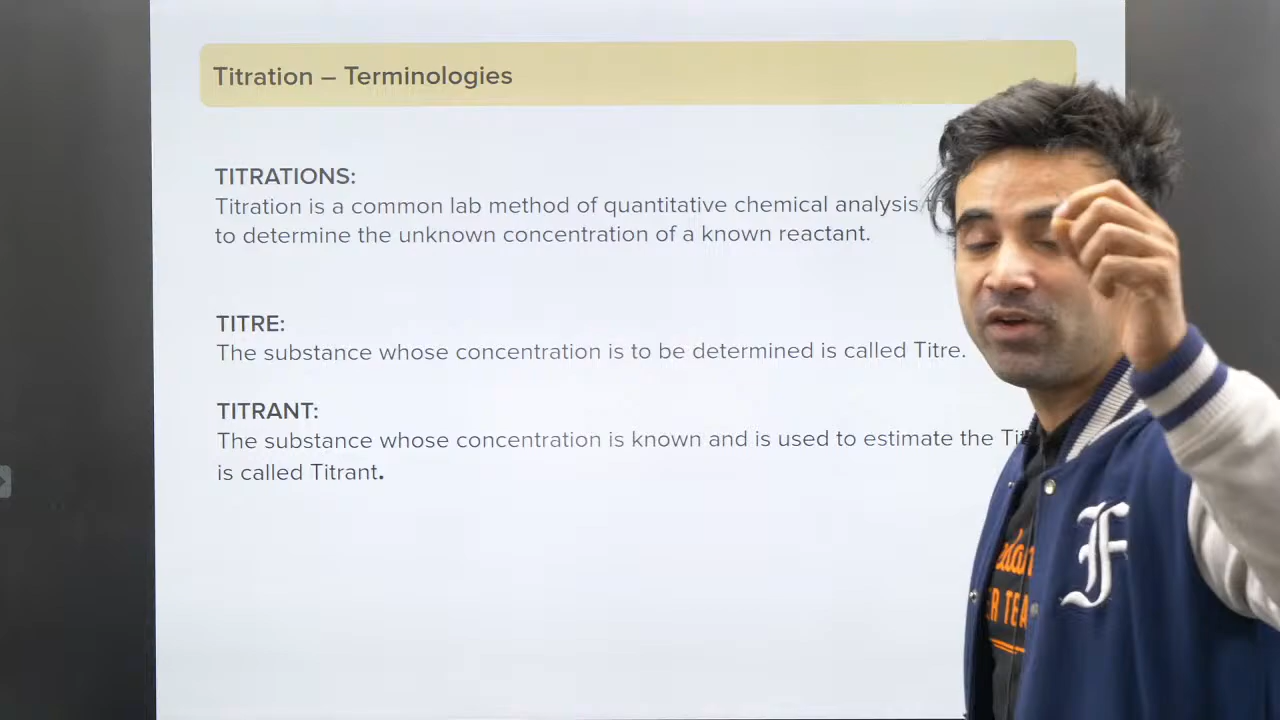 Titration – Terminologies
TITRATIONS:
Titration is a common lab method of quantitative chemical analysis
to determine the unknown concentration of a known reactant.
TITRE:
The substance whose concentration is to be determined is called Titre.
TITRANT:
The substance whose concentration is known and is used to estimate the
is called Titrant.
F